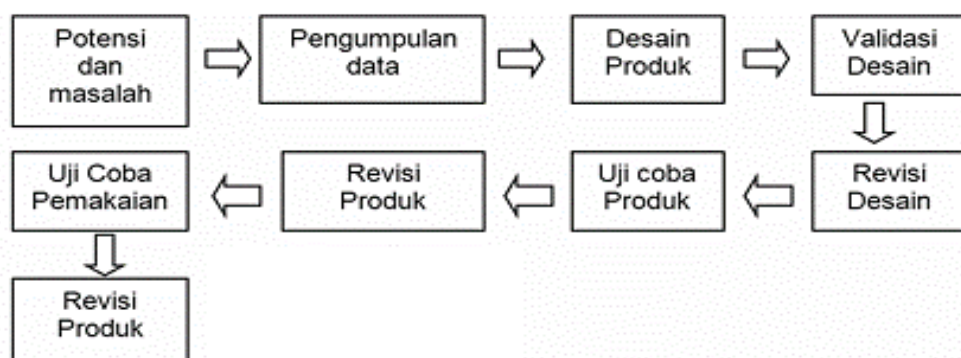 Potensi
dan
masalah
Pengumpulan
data
Desain
Produk
Validasi
Desain
Revisi
Desain
Uji coba
Produk
Revisi
Produk
Uji Coba
Pemakaian
Revisi
Produk